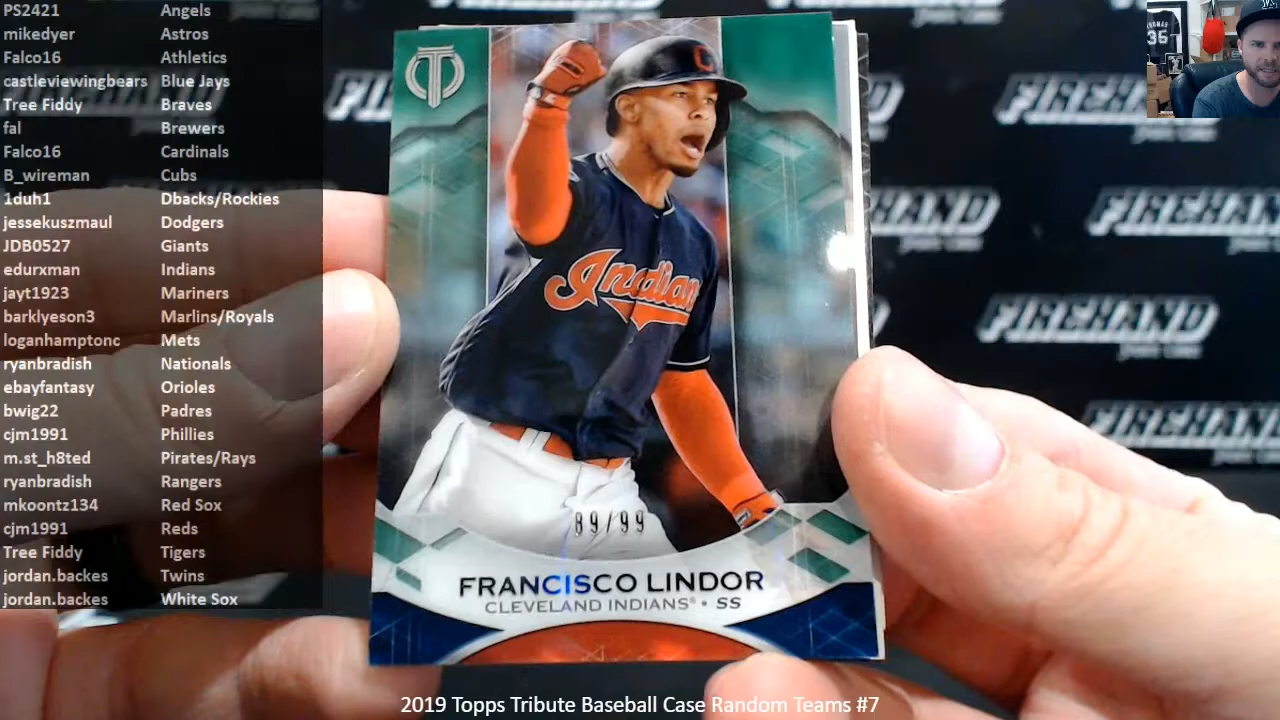 PS2421 Angels
mikedyer Astros
Falco16 Athletics
castleviewingbears Blue Jays
Tree Fiddy Braves
fal Brewers
Falco16 Cardinals
B_wireman Cubs
1duh1 Dbacks/Rockies
jessekuszmaul Dodgers
JDB0527 Giants
edurxman Indians
jayt1923 Mariners
barklyeson3 Marlins/Royals
loganhamptonc Mets
ryanbradish Nationals
ebayfantasy Orioles
bwig22 Padres
cjm1991 Phillies
m.st_h8ted Pirates/Rays
ryanbradish Rangers
mkoontz134 Red Sox
cjm1991 Reds
Tree Fiddy Tigers
jordan.backes Twins
jordan.backes White Sox
35
C
Indians
89/99
FRANCISCO LINDOR
CLEVELAND INDIANS® • SS
FIREHAND
FIREHAND
FIREHAND
FIREHAND
2019 Topps Tribute Baseball Case Random Teams #7